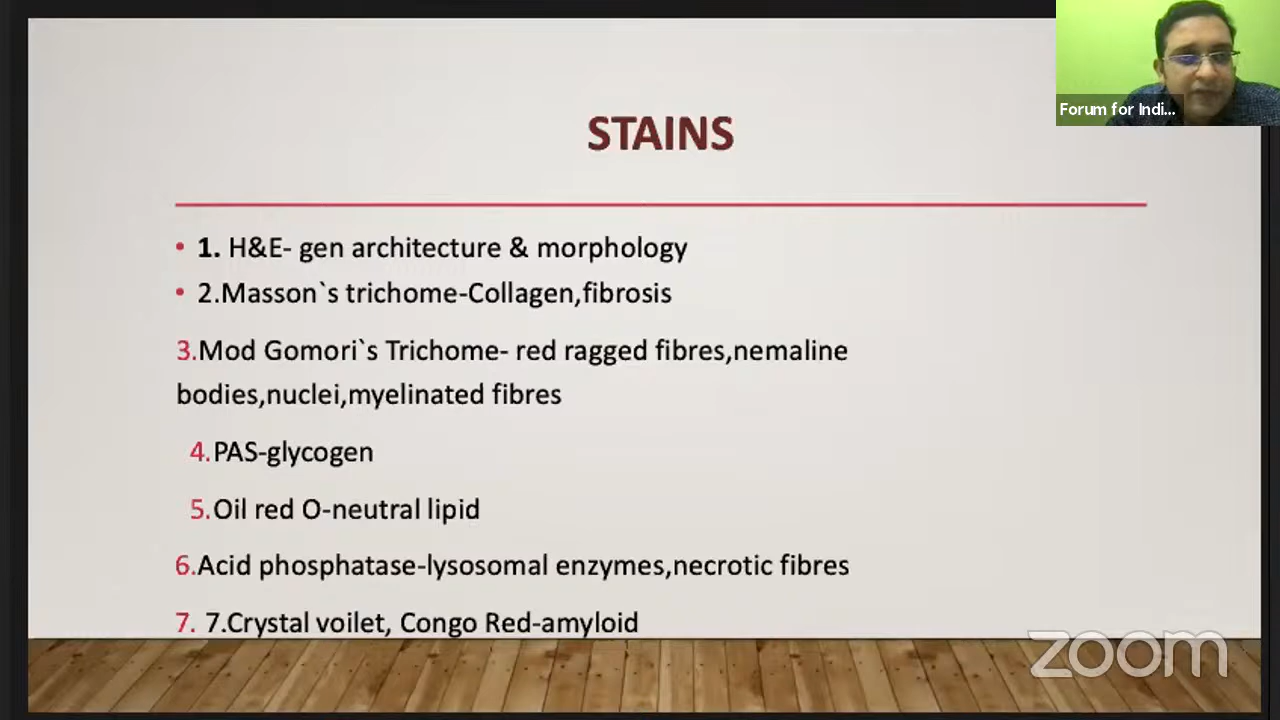 Forum for Indi...
STAINS
• 1. H&E- gen architecture & morphology
• 2.Masson`s trichome-Collagen,fibrosis
3.Mod Gomori`s Trichome- red ragged fibres,nemaline
bodies,nuclei,myelinated fibres
4.PAS-glycogen
5.Oil red O-neutral lipid
6.Acid phosphatase-lysosomal enzymes,necrotic fibres
7. 7.Crystal voilet, Congo Red-amyloid
zoom